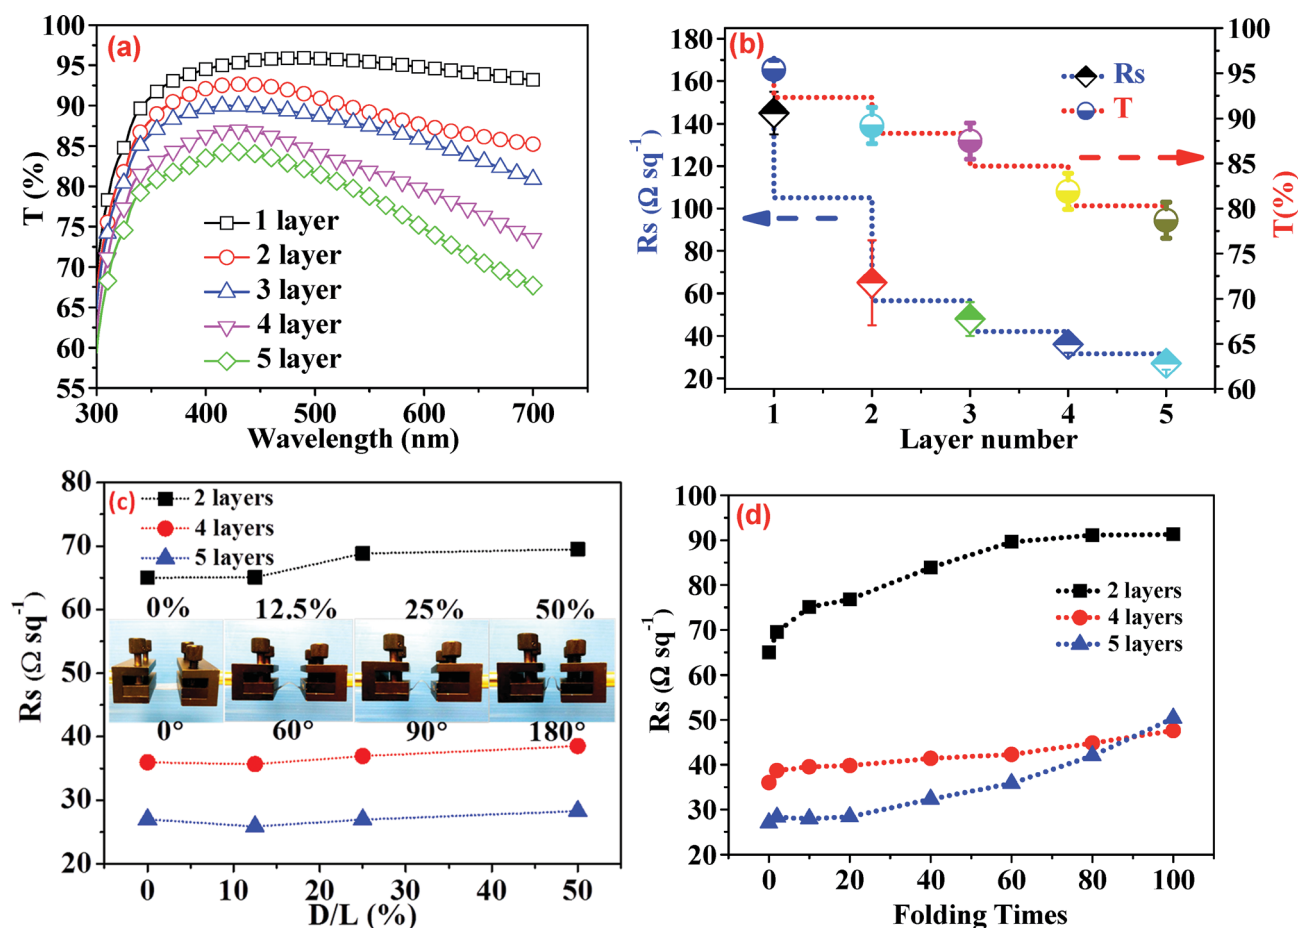 (a)
T (%)
100
95
90
85
80
75
70
65
60
55
1 layer
2 layer
3 layer
4 layer
5 layer
300 400 500 600 700
Wavelength (nm)
(b)
Rs (Ω sq⁻¹)
180
160
140
120
100
80
60
40
20
Rs
T
100
95
90
85
80
75
70
65
60
T(%)
1 2 3 4 5
Layer number
(c)
Rs (Ω sq⁻¹)
80
70
60
50
40
30
20
2 layers
4 layers
5 layers
0% 12.5% 25% 50%
0° 60° 90° 180°
0 10 20 30 40 50
D/L (%)
(d)
Rs (Ω sq⁻¹)
100
90
80
70
60
50
40
30
20
2 layers
4 layers
5 layers
0 20 40 60 80 100
Folding Times